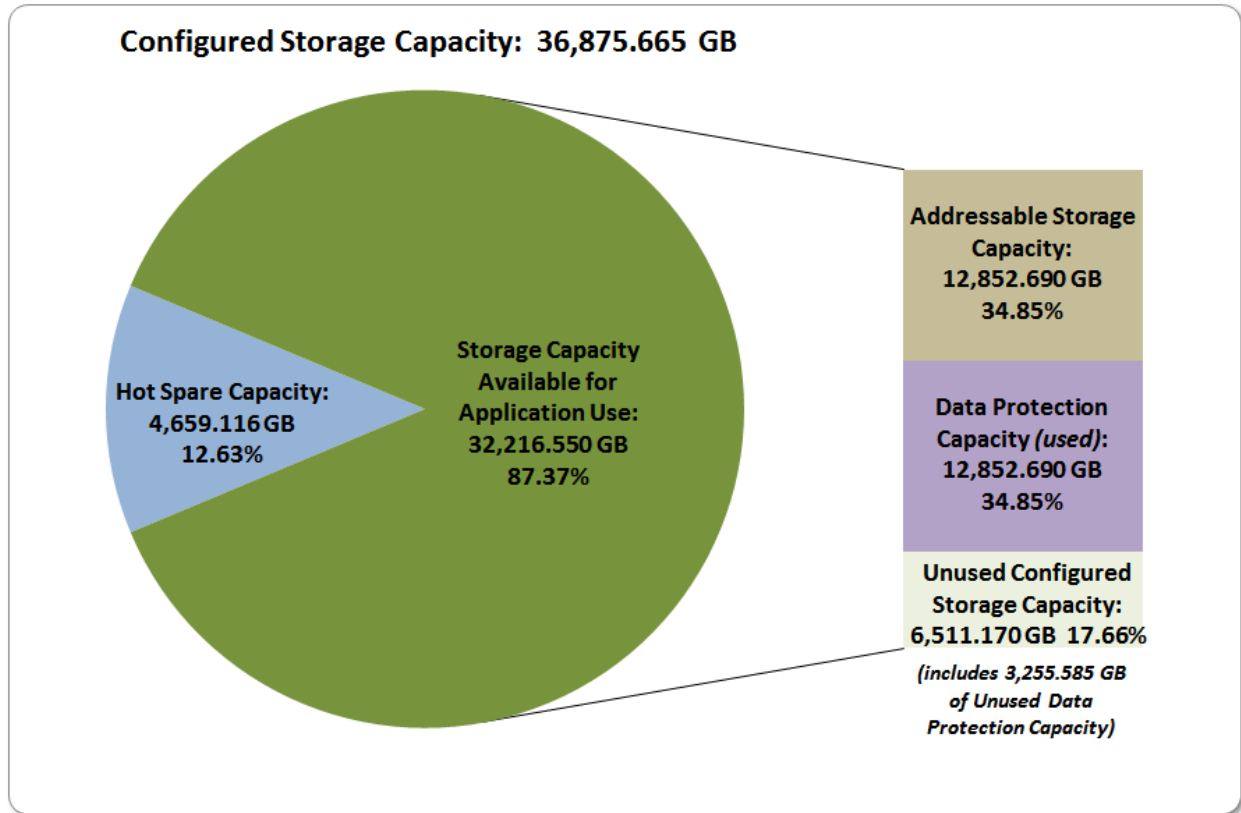 Configured Storage Capacity: 36,875.665 GB
Hot Spare Capacity:
4,659.116 GB
12.63%
Storage Capacity
Available for
Application Use:
32,216.550 GB
87.37%
Addressable Storage
Capacity:
12,852.690 GB
34.85%
Data Protection
Capacity (used):
12,852.690 GB
34.85%
Unused Configured
Storage Capacity:
6,511.170 GB 17.66%
(includes 3,255.585 GB
of Unused Data
Protection Capacity)